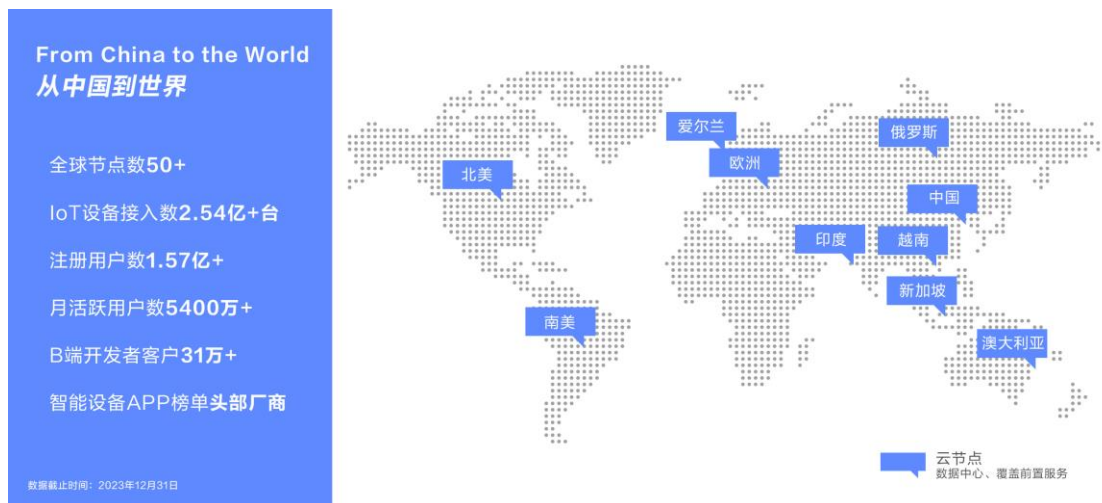 From China to the World
从中国到世界
全球节点数50+
IoT设备接入数2.54亿+台
注册用户数1.57亿+
月活跃用户数5400万+
B端开发者客户31万+
智能设备APP榜单头部厂商
数据截止时间：2023年12月31日
爱尔兰
俄罗斯
北美
欧洲
中国
印度
越南
新加坡
南美
澳大利亚
云节点
数据中心、覆盖前置服务